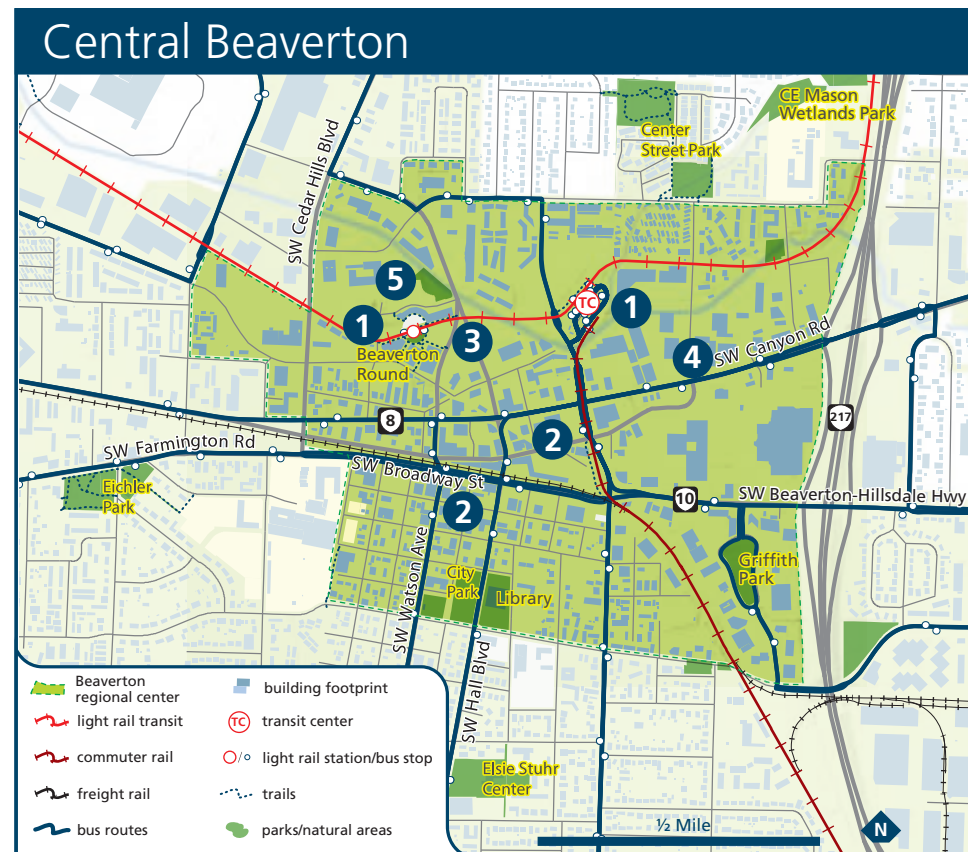 Central Beaverton
CE Mason
Wetlands Park
Center
Street Park
SW Cedar Hills Blvd
5
TC
1
1
3
Beaverton
Round
4
SW Canyon Rd
8
217
SW Farmington Rd
2
SW Broadway St
Eichler
Park
10
SW Beaverton-Hillsdale Hwy
2
SW Watson Ave
Griffith
Park
City
Park
Library
SW Hall Blvd
Elsie Stuhr
Center
Beaverton
regional center
building footprint
light rail transit
TC
transit center
commuter rail
/
light rail station/bus stop
freight rail
trails
bus routes
parks/natural areas
½ Mile
N